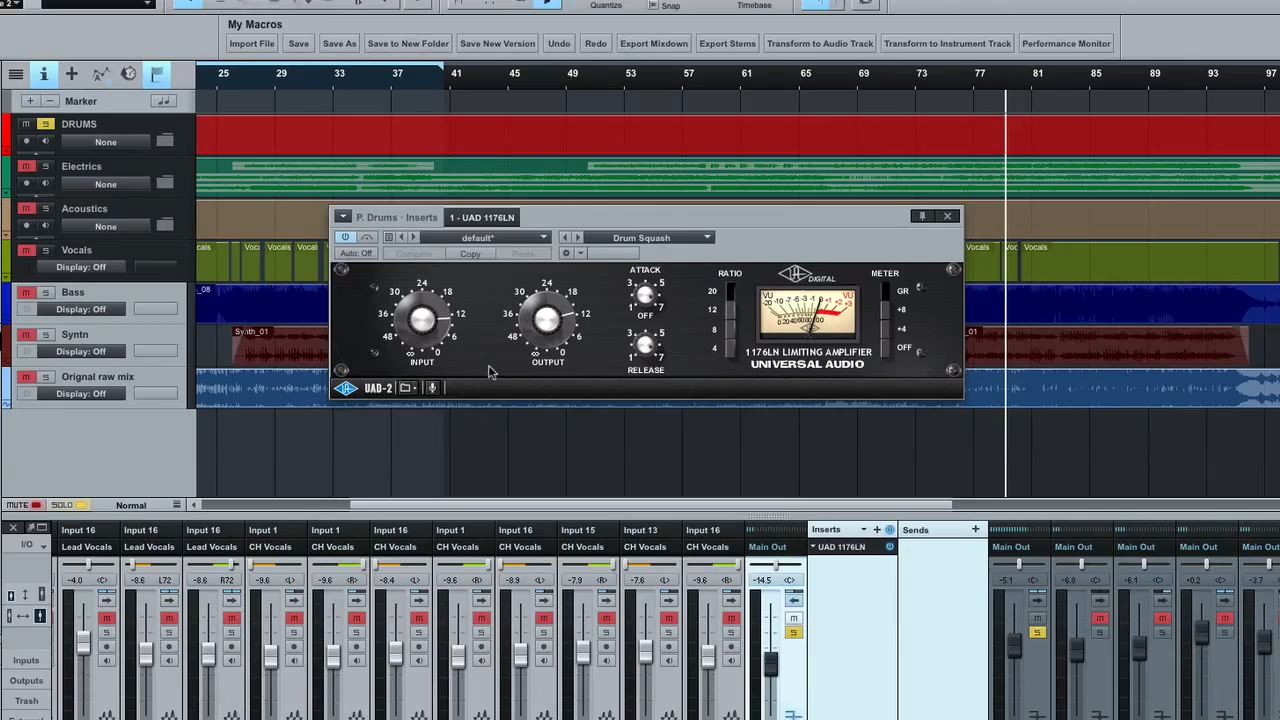 Quantize
Snap
Timebase
My Macros
Import File Save Save As Save to New Folder Save New Version Undo Redo Export Mixdown Export Stems Transform to Audio Track Transform to Instrument Track Performance Monitor
25 29 33 37 41 45 49 53 57 61 65 69 73 77 81 85 89 93 97
Marker
M S DRUMS
None
M S Electrics
None
M S Acoustics
None
M S Vocals
Display: Off
M S Bass
Display: Off
M S Syntn
Display: Off
M S Orignal raw mix
Display: Off
Vocals Vocals
Synth_01
P. Drums · Inserts 1 - UAD 1176LN
default* Drum Squash
Auto: Off Compare Copy Paste
ATTACK RATIO DIGITAL METER
OFF
INPUT OUTPUT RELEASE
20 12 8 4
GR +8 +4 OFF
VU VU
1176LN LIMITING AMPLIFIER
UNIVERSAL AUDIO
UAD-2
MUTE SOLO Normal
Input 16 Input 16 Input 16 Input 1 Input 1 Input 16 Input 1 Input 16 Input 15 Input 13 Input 16 Inserts Sends
I/O Lead Vocals Lead Vocals Lead Vocals CH Vocals CH Vocals CH Vocals CH Vocals CH Vocals CH Vocals CH Vocals CH Vocals Main Out UAD 1176LN Main Out Main Out Main Out Main Out Main Out
-4.0 <C> -8.6 L72 -8.6 R72 -9.6 <C> -9.6 <C> -8.4 <C> -9.6 <C> -8.9 <C> -7.9 <C> -7.6 <C> -9.6 <C> -14.5 <C> -5.1 <C> -6.8 <C> -6.1 <C> +0.2 <C> -3.7
Inputs
Outputs
Trash